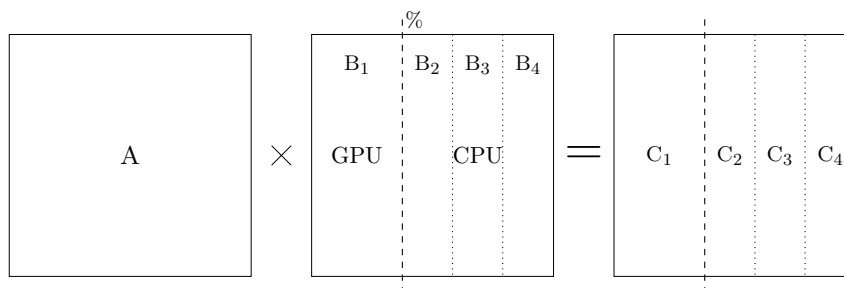 %
B₁ B₂ B₃ B₄
A × GPU CPU = C₁ C₂ C₃ C₄